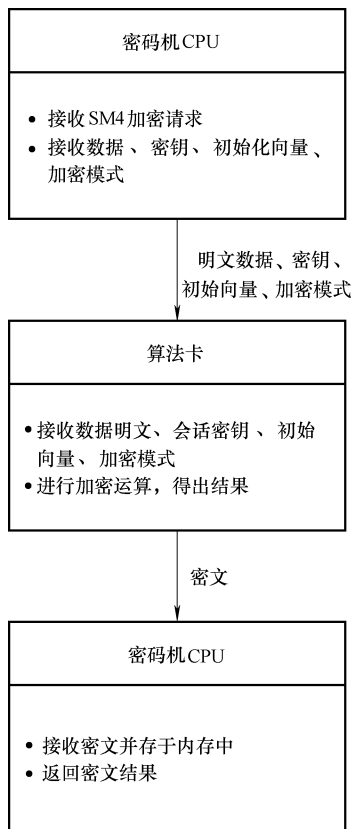 密码机CPU
• 接收SM4加密请求
• 接收数据、密钥、初始化向量、
加密模式
明文数据、密钥、
初始向量、加密模式
算法卡
• 接收数据明文、会话密钥、初始
向量、加密模式
• 进行加密运算，得出结果
密文
密码机CPU
• 接收密文并存于内存中
• 返回密文结果